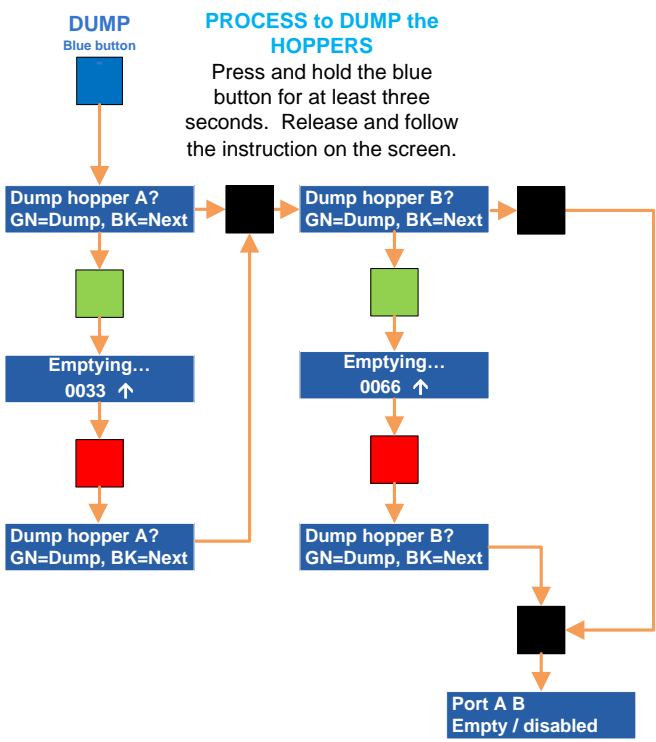 DUMP
Blue button
PROCESS to DUMP the
HOPPERS
Press and hold the blue
button for at least three
seconds. Release and follow
the instruction on the screen.
Dump hopper A?
GN=Dump, BK=Next
Dump hopper B?
GN=Dump, BK=Next
Emptying…
0033 ↑
Emptying…
0066 ↑
Dump hopper A?
GN=Dump, BK=Next
Dump hopper B?
GN=Dump, BK=Next
Port A B
Empty / disabled